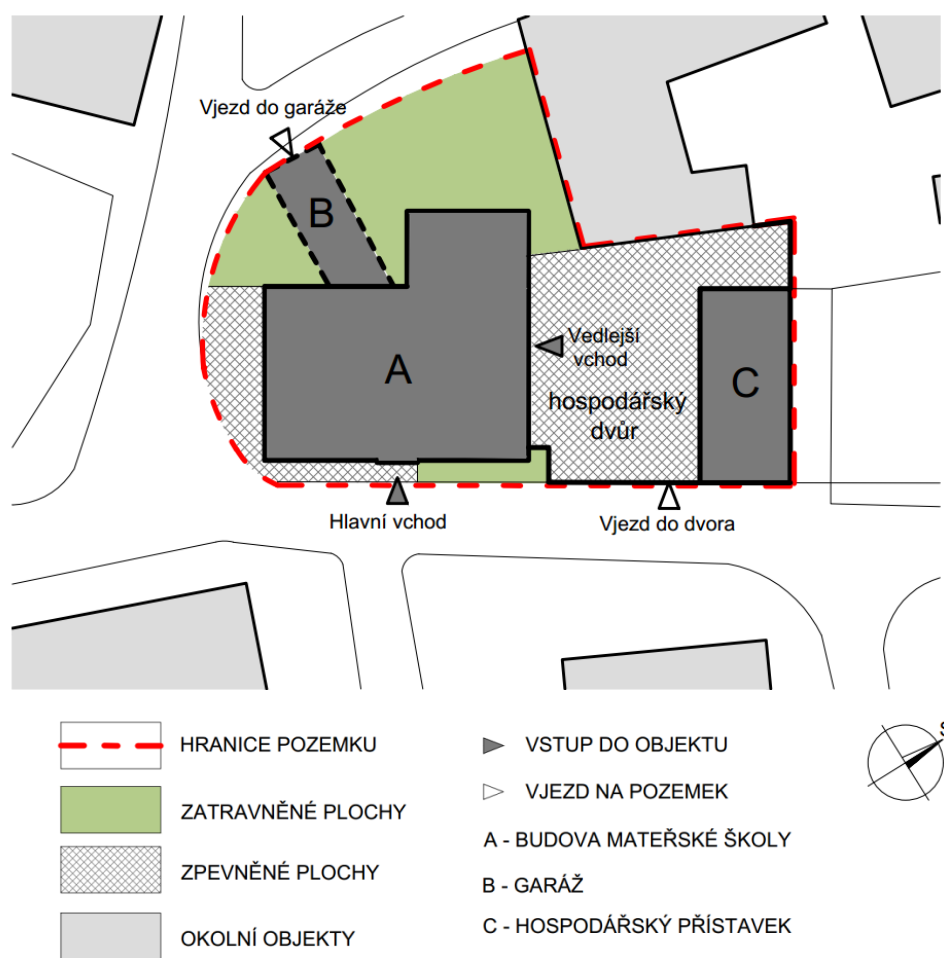 Vjezd do garáže
B
A
Vedlejší
vchod
C
hospodářský
dvůr
Hlavní vchod
Vjezd do dvora
HRANICE POZEMKU
ZATRAVNĚNÉ PLOCHY
ZPEVNĚNÉ PLOCHY
OKOLNÍ OBJEKTY
VSTUP DO OBJEKTU
VJEZD NA POZEMEK
A - BUDOVA MATEŘSKÉ ŠKOLY
B - GARÁŽ
C - HOSPODÁŘSKÝ PŘÍSTAVEK
S